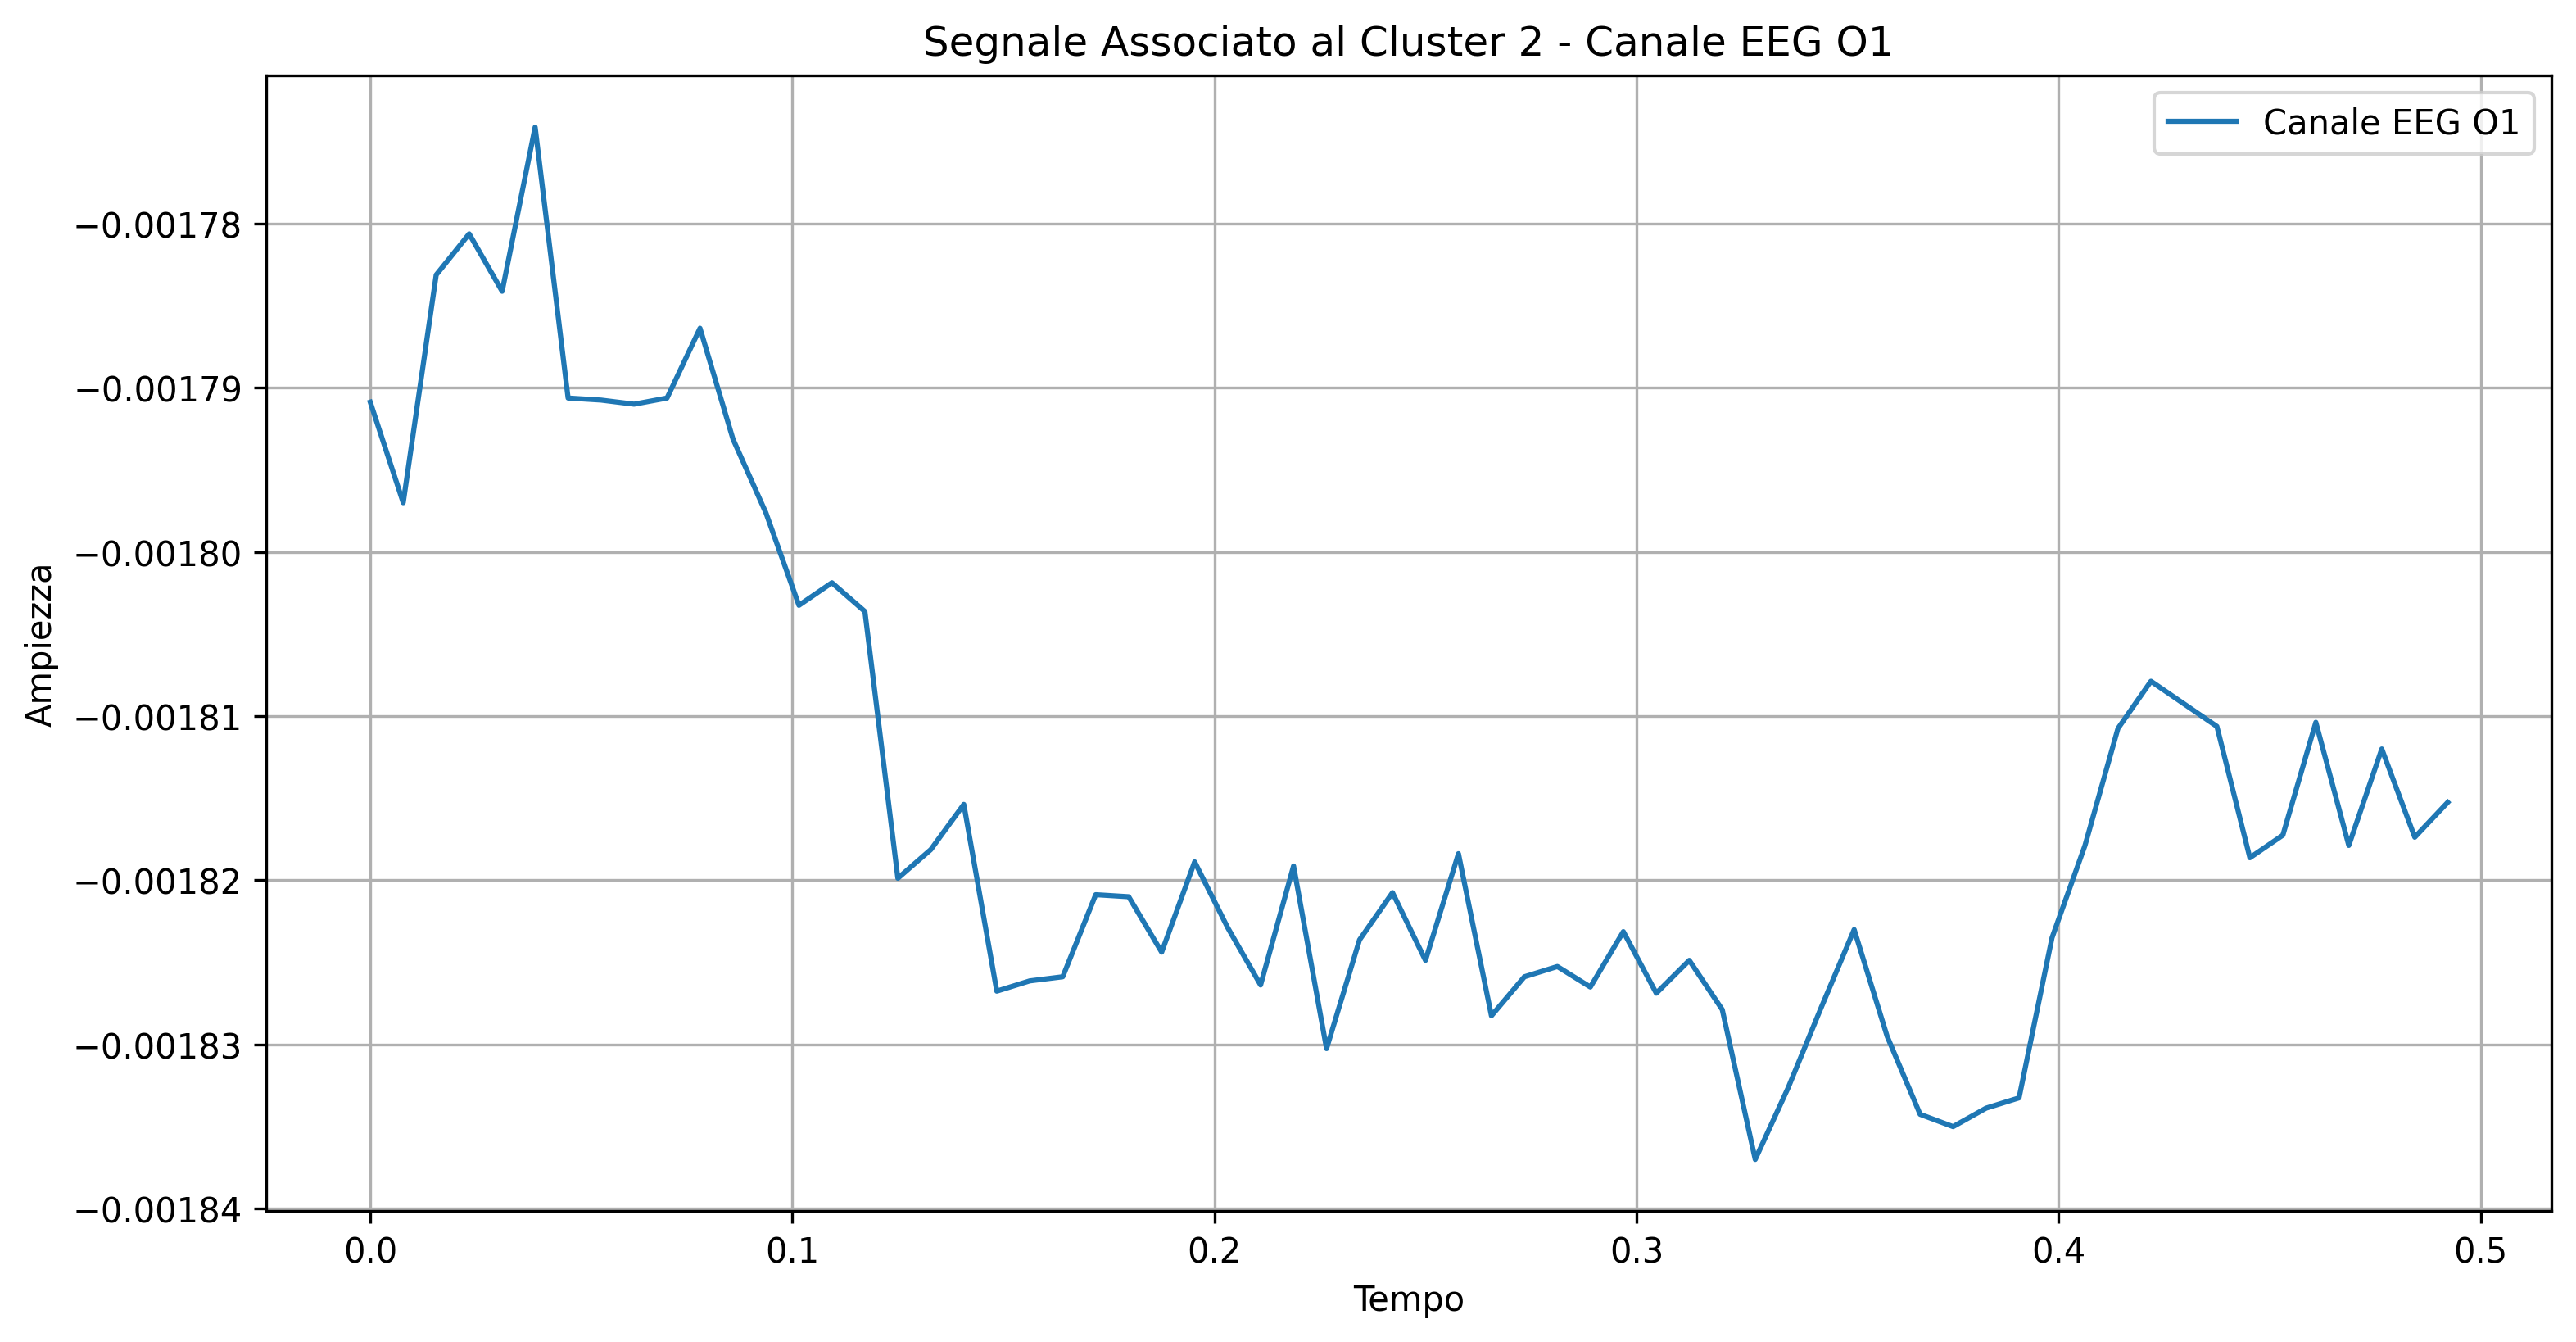 Segnale Associato al Cluster 2 - Canale EEG O1
Canale EEG O1
−0.00178
−0.00179
−0.00180
−0.00181
−0.00182
−0.00183
−0.00184
Ampiezza
0.0 0.1 0.2 0.3 0.4 0.5
Tempo